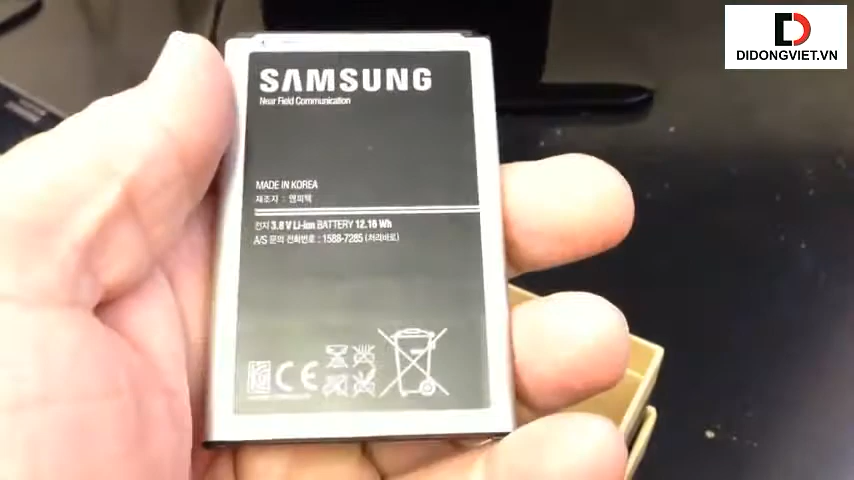 DIDONGVIET.VN
SAMSUNG
Near Field Communication
MADE IN KOREA
제조자 : 엠피텍
전지 3.8 V Li-ion BATTERY 12.16 Wh
A/S 문의 전화번호 : 1588-7285 (처리바로)
CE